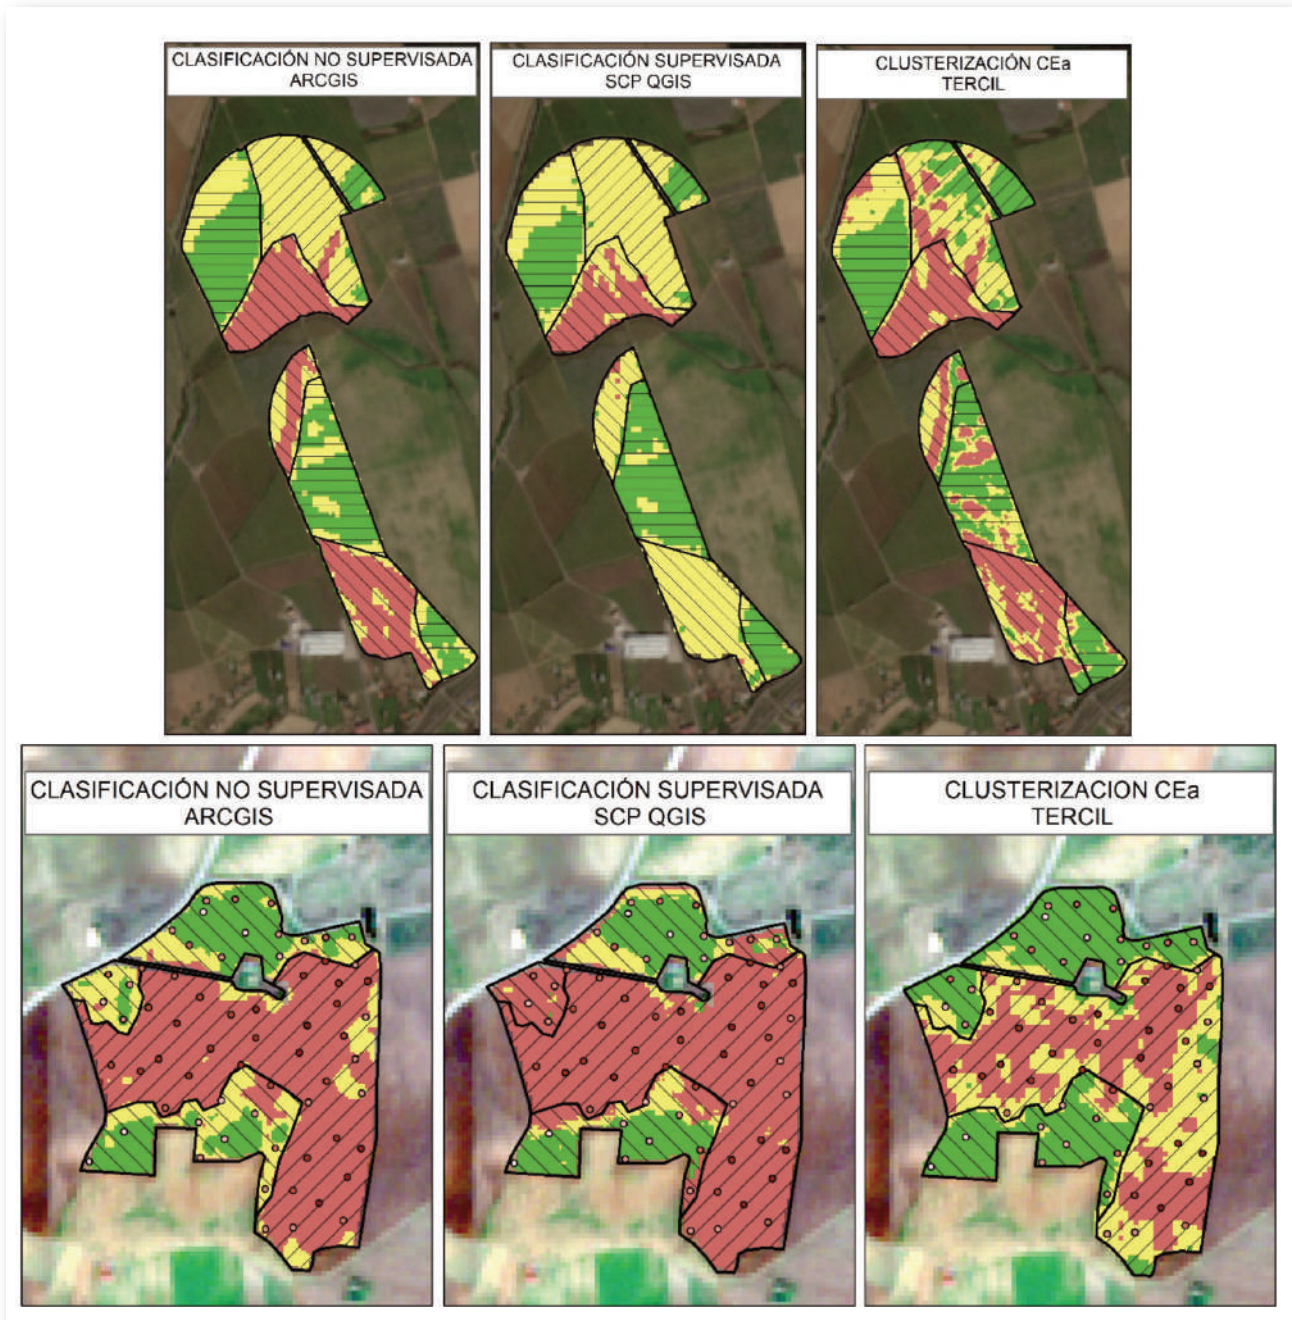 CLASIFICACIÓN NO SUPERVISADA
ARCGIS
CLASIFICACIÓN SUPERVISADA
SCP QGIS
CLUSTERIZACIÓN CEa
TERCIL
CLASIFICACIÓN NO SUPERVISADA
ARCGIS
CLASIFICACIÓN SUPERVISADA
SCP QGIS
CLUSTERIZACION CEa
TERCIL